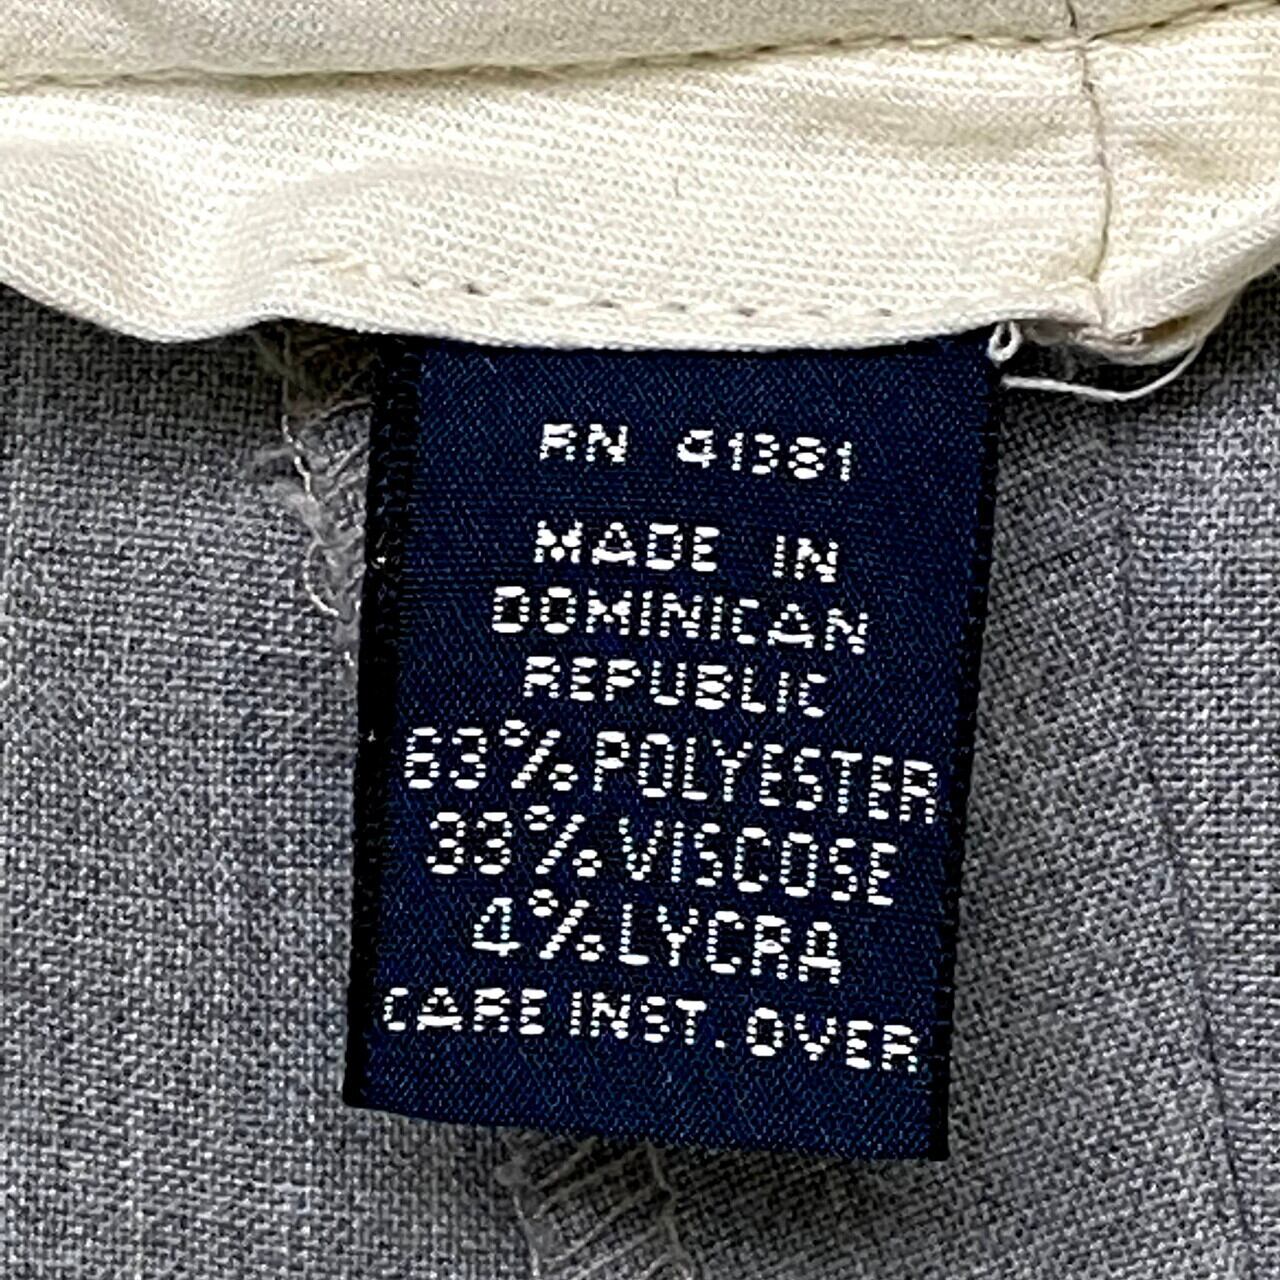 RN 41381
MADE IN
DOMINICAN
REPUBLIC
63% POLYESTER
33% VISCOSE
4% LYCRA
CARE INST. OVER